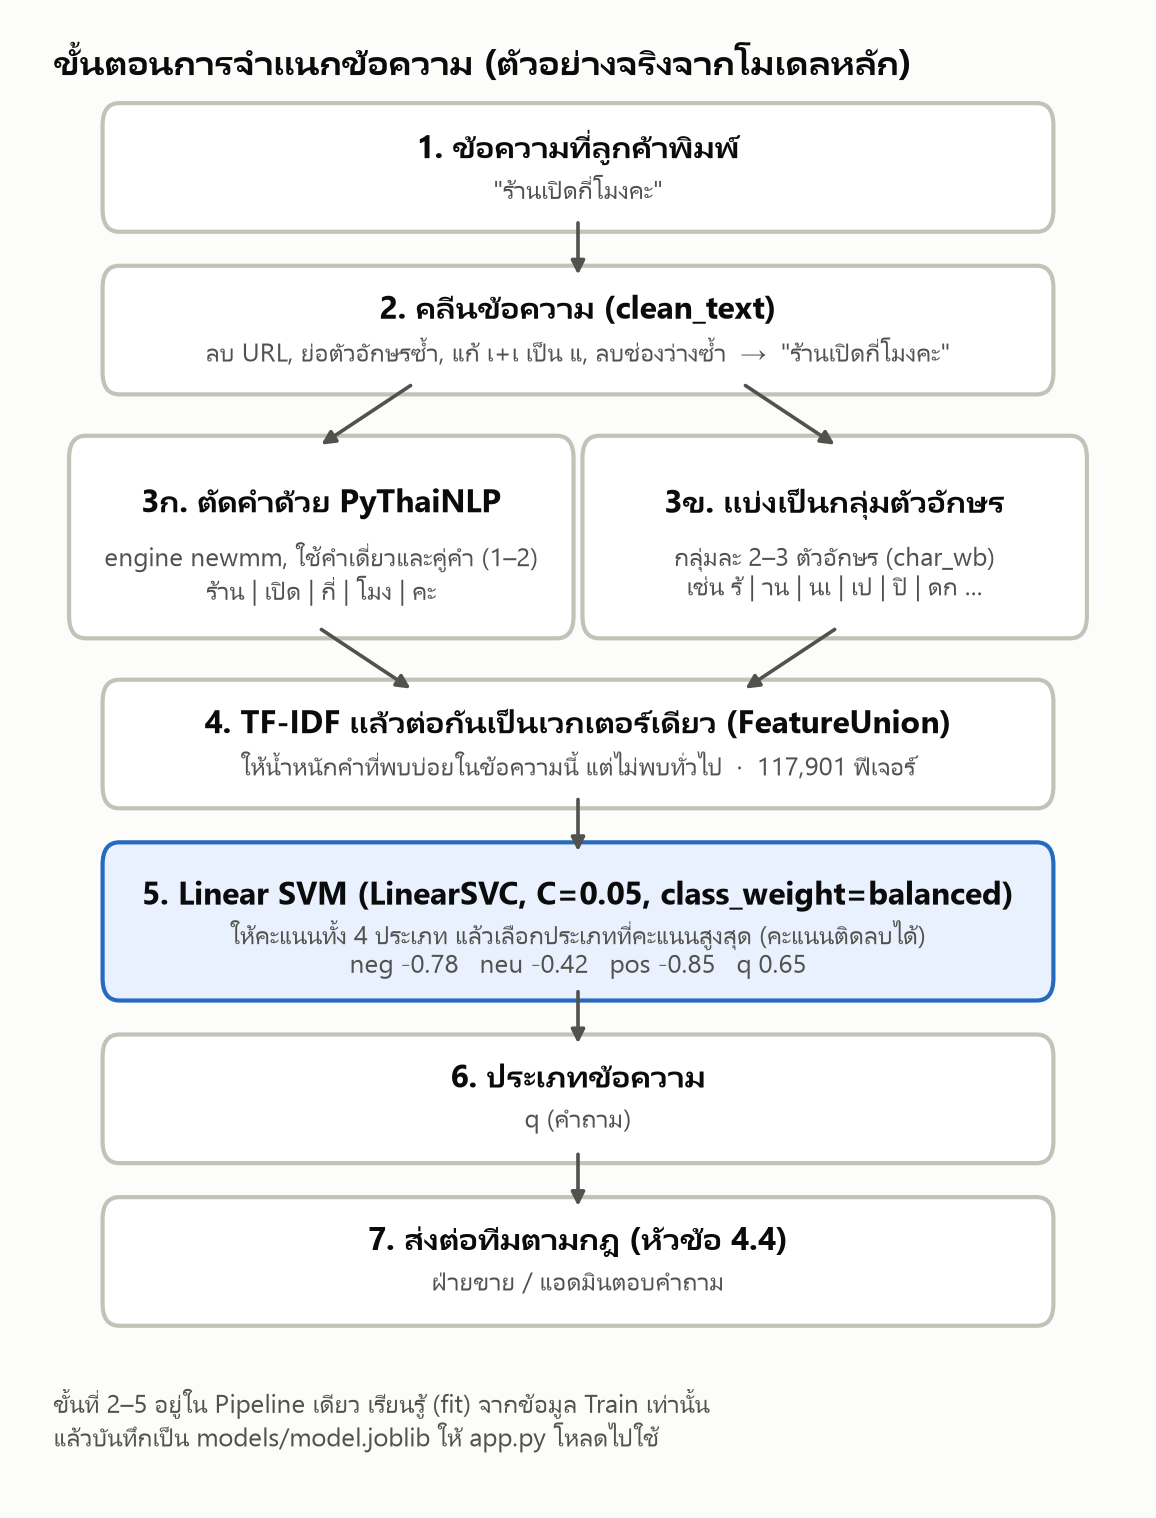 ขั้นตอนการจำแนกข้อความ (ตัวอย่างจริงจากโมเดลหลัก)
1. ข้อความที่ลูกค้าพิมพ์
"ร้านเปิดกี่โมงคะ"
2. คลีนข้อความ (clean_text)
ลบ URL, ย่อตัวอักษรซ้ำ, แก้ เ+เ เป็น แ, ลบช่องว่างซ้ำ → "ร้านเปิดกี่โมงคะ"
3ก. ตัดคำด้วย PyThaiNLP
engine newmm, ใช้คำเดี่ยวและคู่คำ (1–2)
ร้าน | เปิด | กี่ | โมง | คะ
3ข. แบ่งเป็นกลุ่มตัวอักษร
กลุ่มละ 2–3 ตัวอักษร (char_wb)
เช่น ร้ | าน | นเ | เป | ปิ | ดก ...
4. TF-IDF แล้วต่อกันเป็นเวกเตอร์เดียว (FeatureUnion)
ให้น้ำหนักคำที่พบบ่อยในข้อความนี้ แต่ไม่พบทั่วไป · 117,901 ฟีเจอร์
5. Linear SVM (LinearSVC, C=0.05, class_weight=balanced)
ให้คะแนนทั้ง 4 ประเภท แล้วเลือกประเภทที่คะแนนสูงสุด (คะแนนติดลบได้)
neg -0.78 neu -0.42 pos -0.85 q 0.65
6. ประเภทข้อความ
q (คำถาม)
7. ส่งต่อทีมตามกฎ (หัวข้อ 4.4)
ฝ่ายขาย / แอดมินตอบคำถาม
ขั้นที่ 2–5 อยู่ใน Pipeline เดียว เรียนรู้ (fit) จากข้อมูล Train เท่านั้น
แล้วบันทึกเป็น models/model.joblib ให้ app.py โหลดไปใช้